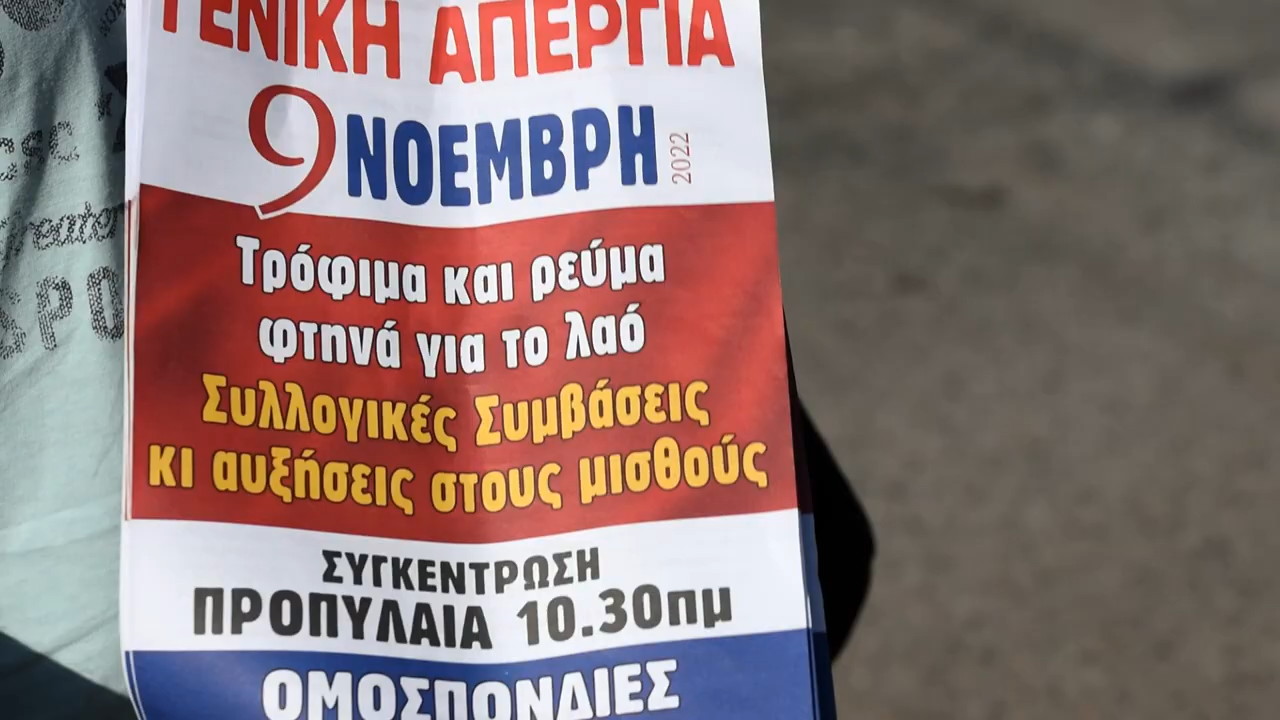 ΓΕΝΙΚΗ ΑΠΕΡΓΙΑ
9 ΝΟΕΜΒΡΗ 2022
Τρόφιμα και ρεύμα
φτηνά για το λαό
Συλλογικές Συμβάσεις
κι αυξήσεις στους μισθούς
ΣΥΓΚΕΝΤΡΩΣΗ
ΠΡΟΠΥΛΑΙΑ 10.30πμ
ΟΜΟΣΠΟΝΔΙΕΣ